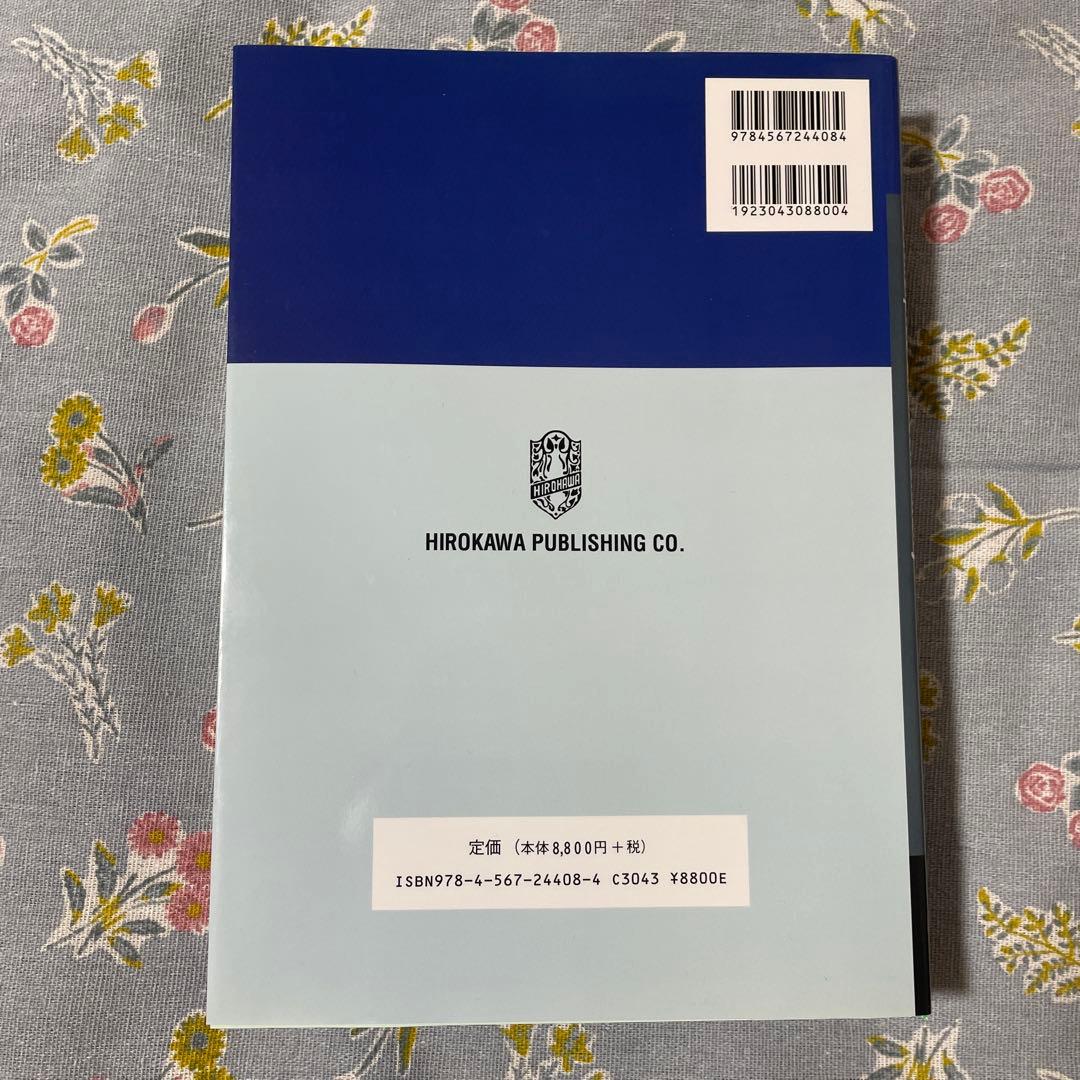 9784567244084
1923043088004
HIROKAWA
HIROKAWA PUBLISHING CO.
定価（本体8,800円＋税）
ISBN978-4-567-24408-4 C3043 ¥8800E